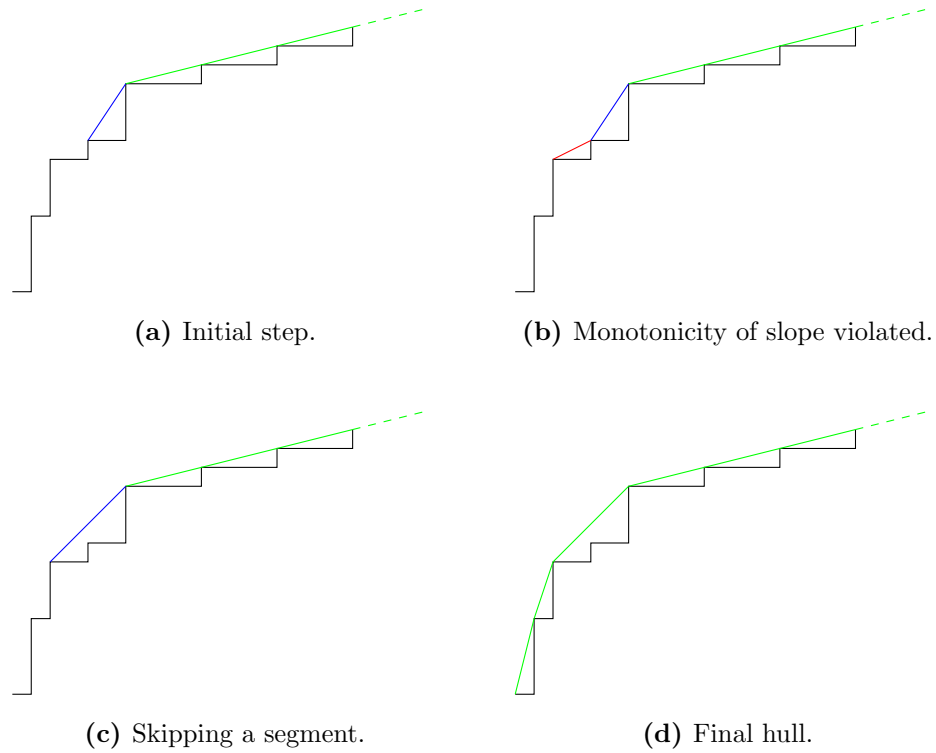 (a) Initial step.
(b) Monotonicity of slope violated.
(c) Skipping a segment.
(d) Final hull.